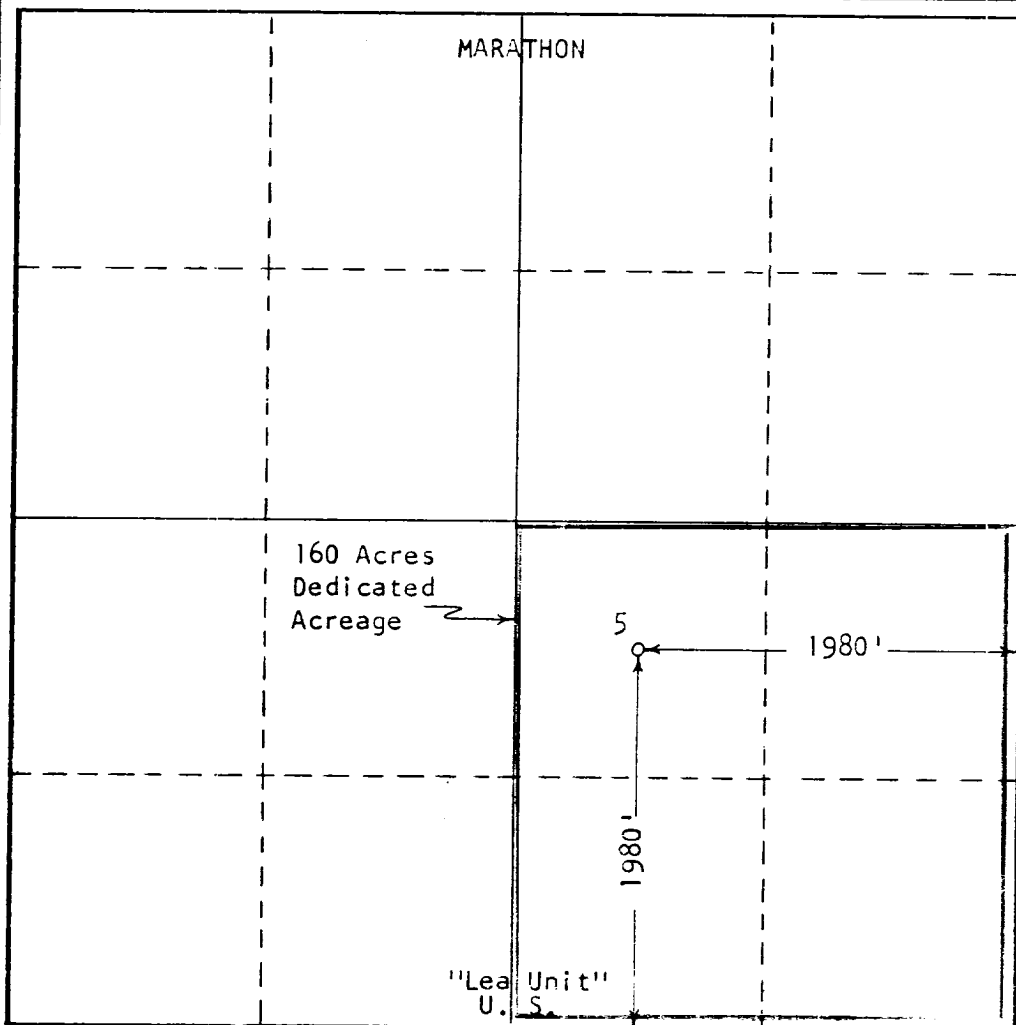 MARATHON
160 Acres
Dedicated
Acreage
5
1980'
1980'
"Lea Unit"
U. S.